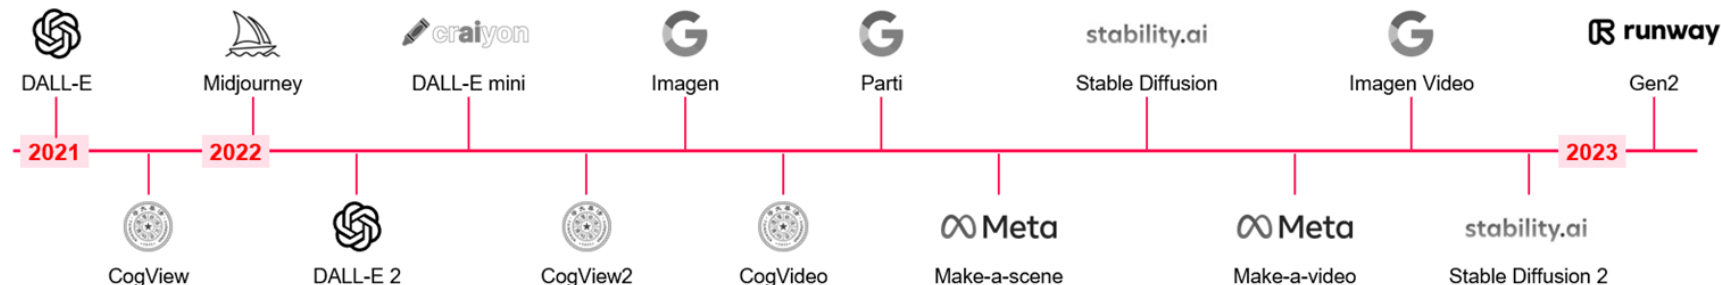 craiyon
stability.ai
runway
DALL-E
Midjourney
DALL-E mini
Imagen
Parti
Stable Diffusion
Imagen Video
Gen2
2021
2022
2023
Meta
Meta
stability.ai
CogView
DALL-E 2
CogView2
CogVideo
Make-a-scene
Make-a-video
Stable Diffusion 2